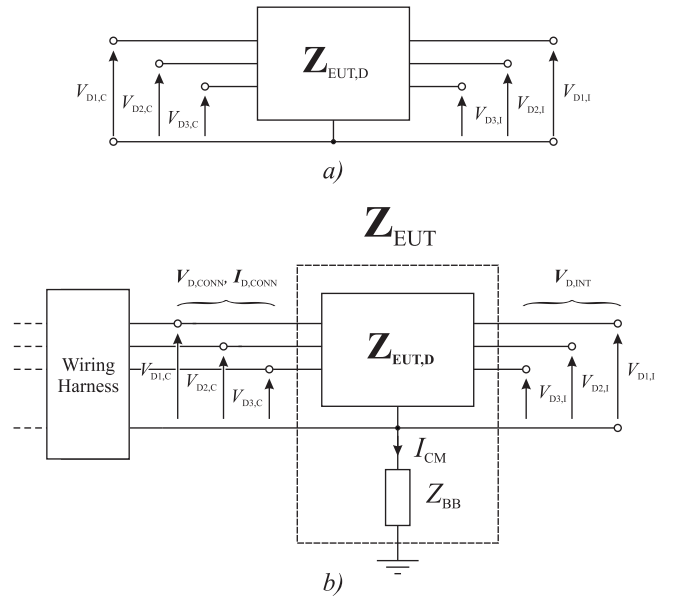 Z_EUT,D
V_D1,C V_D2,C V_D3,C V_D3,I V_D2,I V_D1,I
a)
Z_EUT
V_D,CONN, I_D,CONN V_D,INT
Wiring
Harness
Z_EUT,D
V_D1,C V_D2,C V_D3,C V_D3,I V_D2,I V_D1,I
I_CM
Z_BB
b)